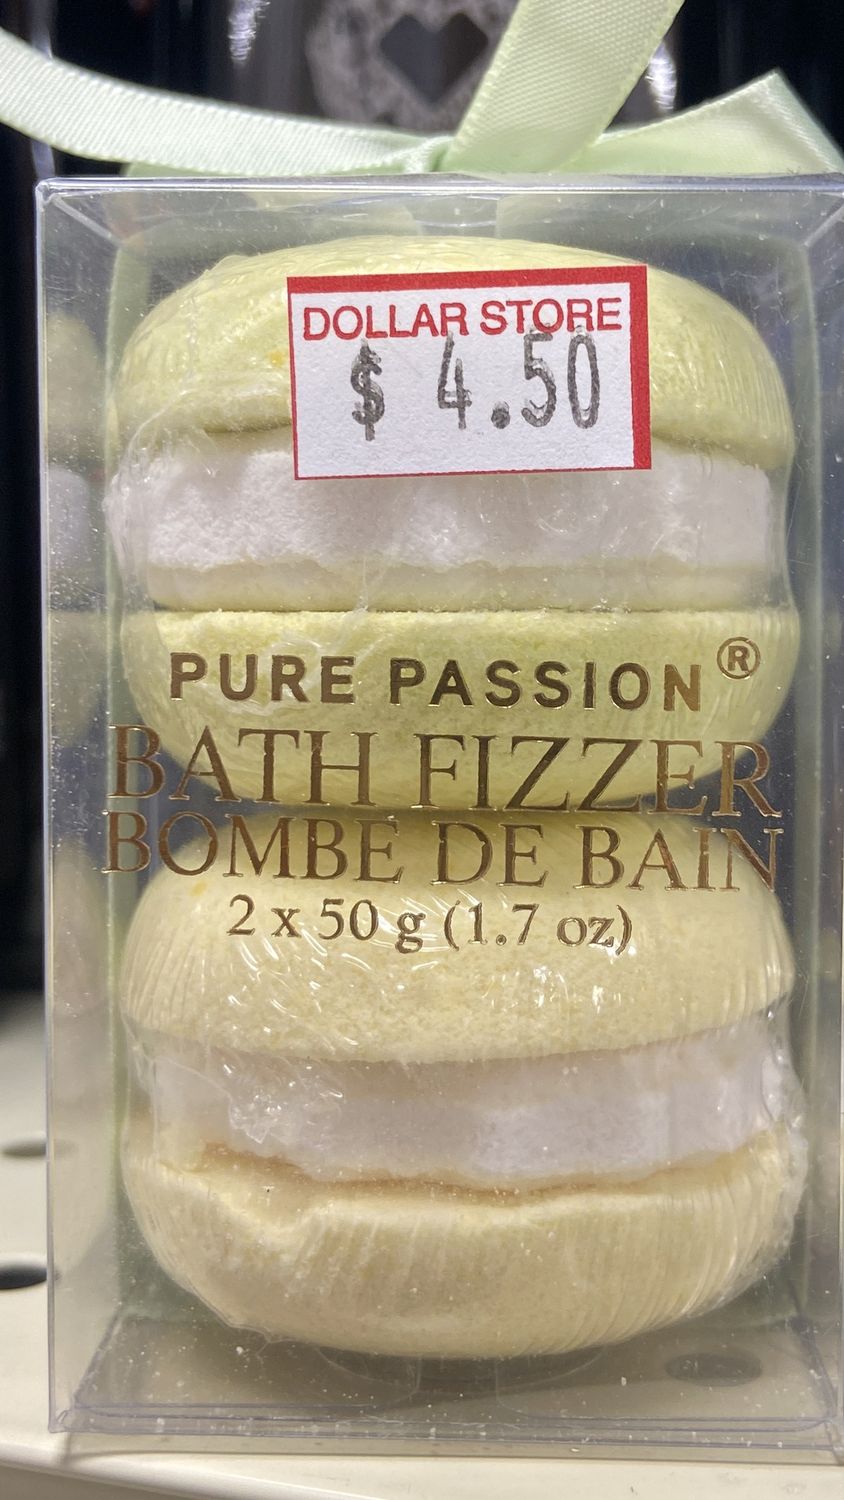 DOLLAR STORE
$ 4.50
PURE PASSION®
BATH FIZZER
BOMBE DE BAIN
2 x 50 g (1.7 oz)